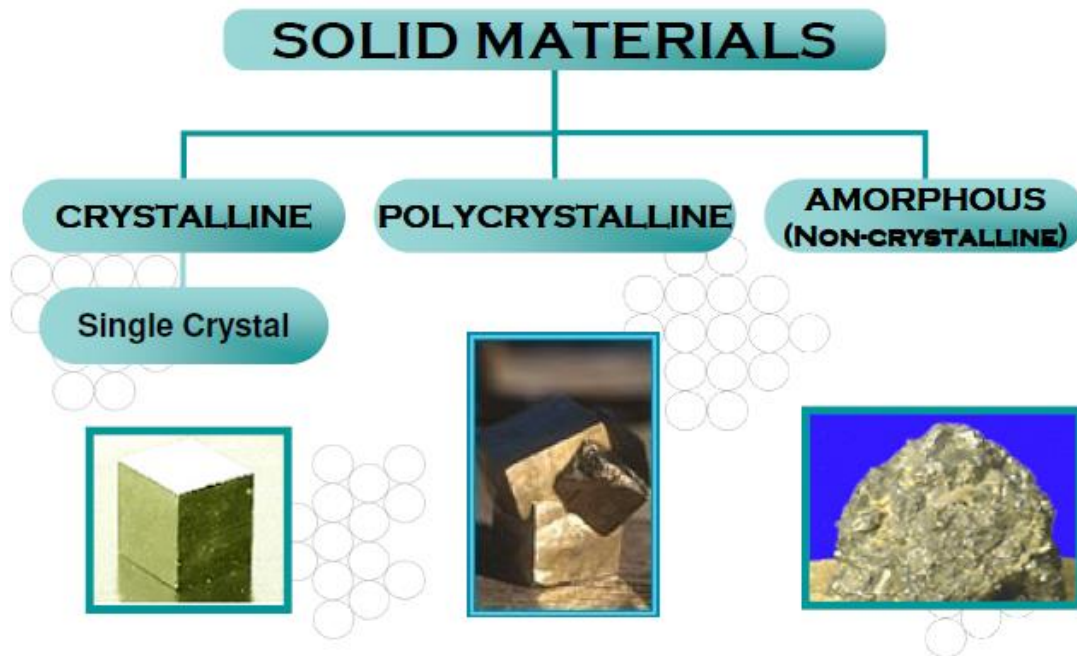 SOLID MATERIALS
CRYSTALLINE
POLYCRYSTALLINE
AMORPHOUS
(NON-CRYSTALLINE)
Single Crystal